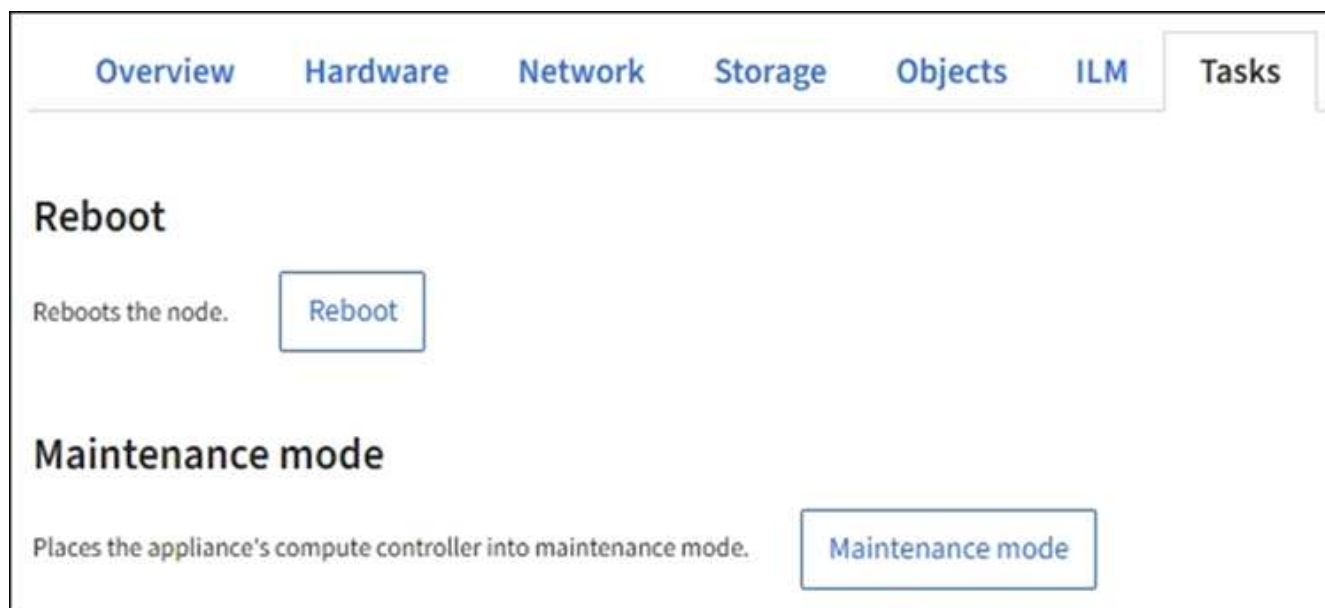 Overview Hardware Network Storage Objects ILM Tasks
Reboot
Reboots the node. Reboot
Maintenance mode
Places the appliance's compute controller into maintenance mode. Maintenance mode